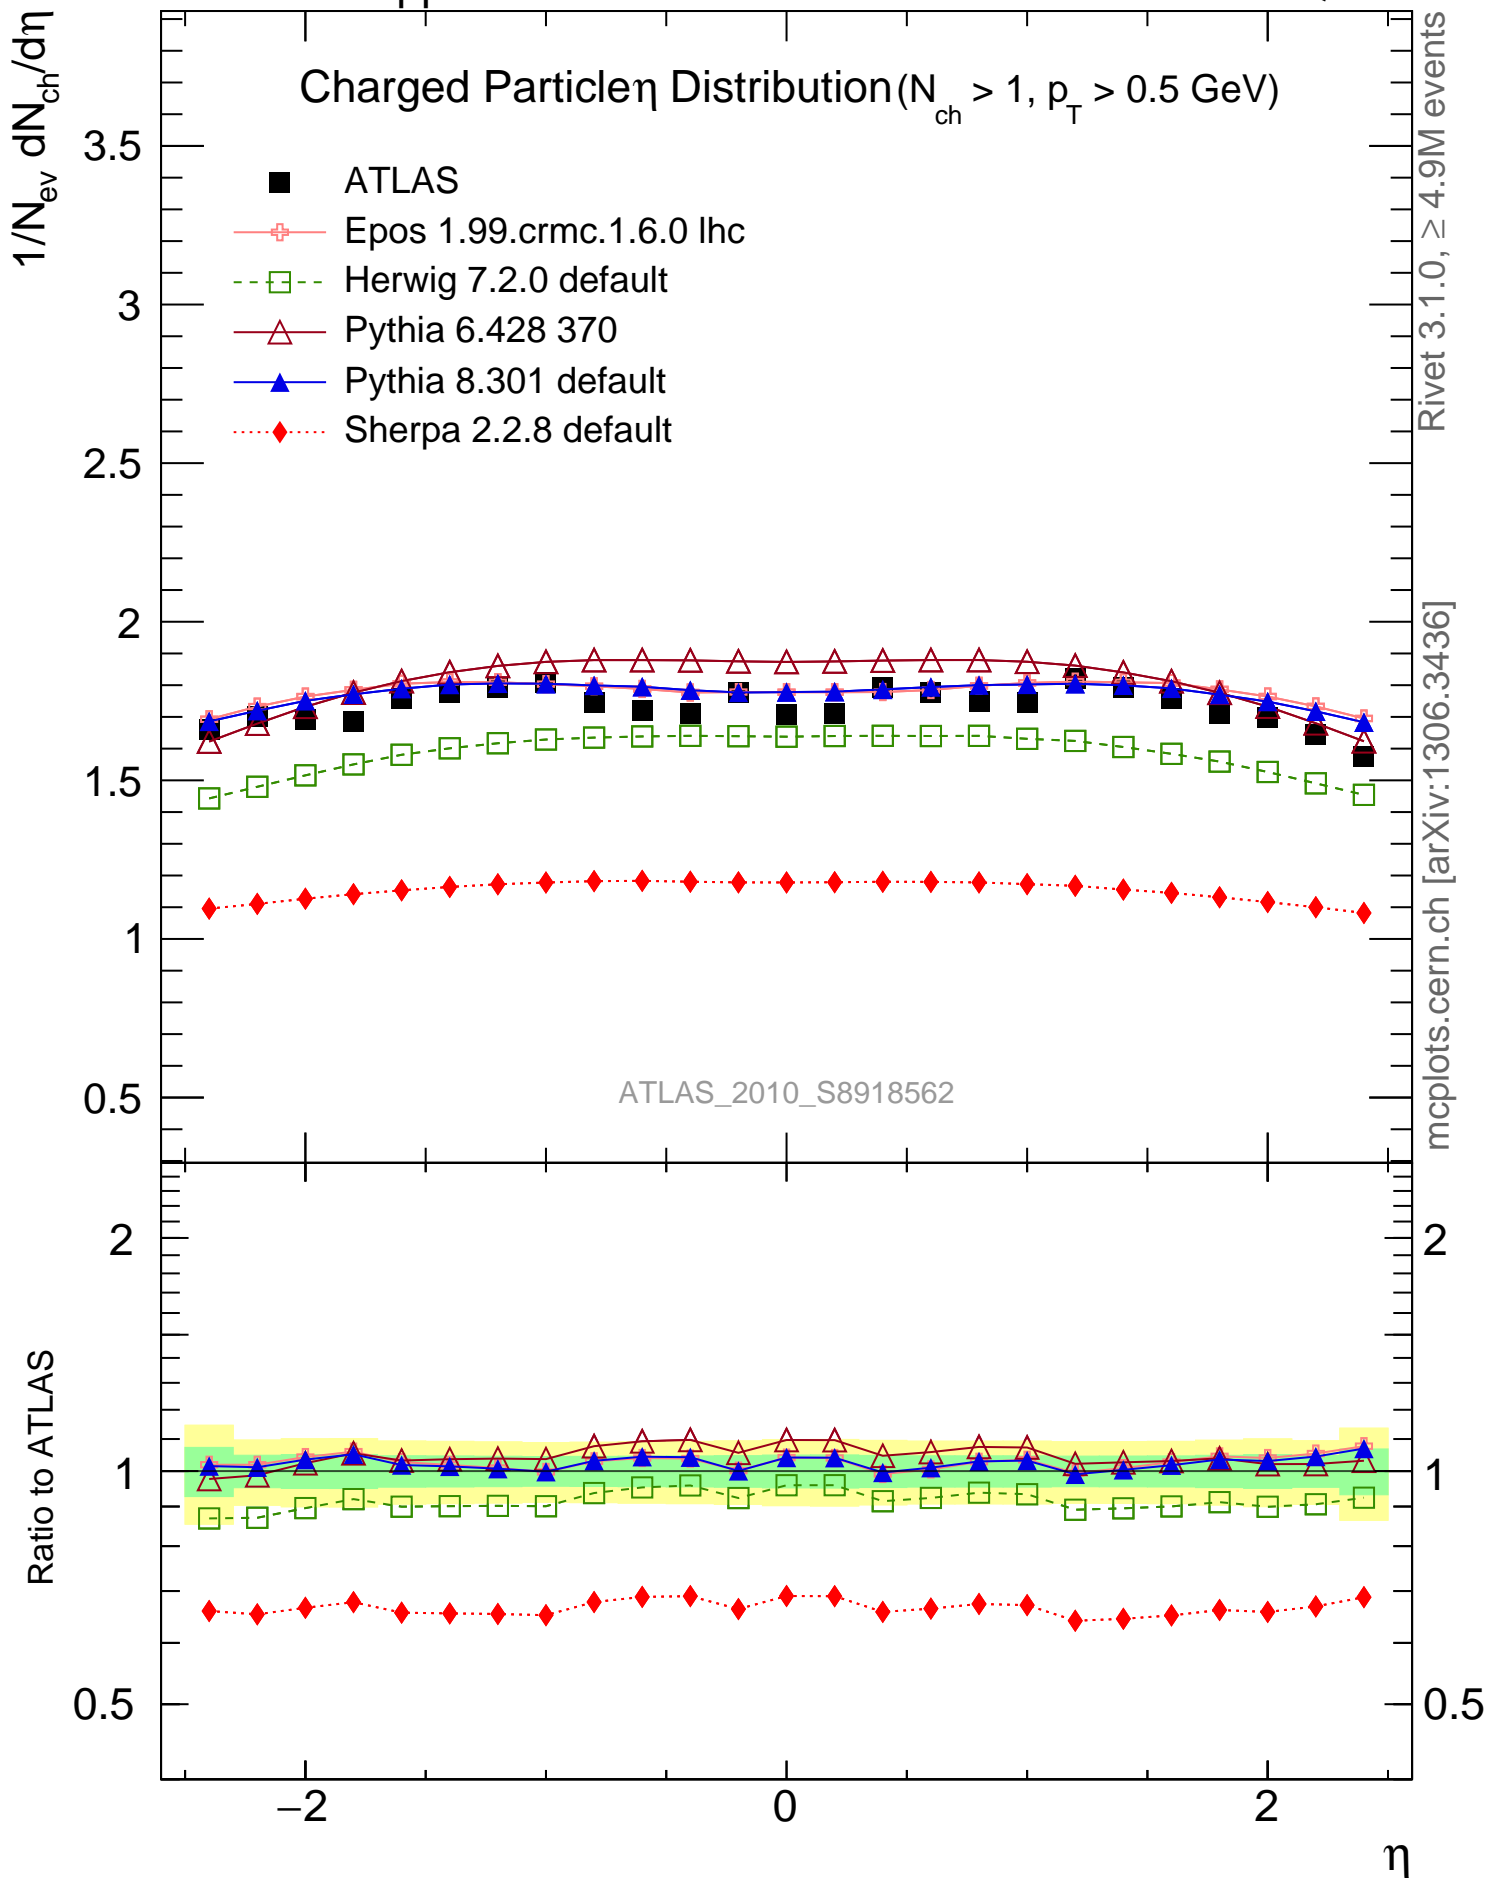 Charged Particleη Distribution (N_ch > 1, p_T > 0.5 GeV)
1/N_ev dN_ch/dη
ATLAS
Epos 1.99.crmc.1.6.0 lhc
Herwig 7.2.0 default
Pythia 6.428 370
Pythia 8.301 default
Sherpa 2.2.8 default
3.5
3
2.5
2
1.5
1
0.5
ATLAS_2010_S8918562
Rivet 3.1.0, ≥ 4.9M events
mcplots.cern.ch [arXiv:1306.3436]
Ratio to ATLAS
2
1
0.5
2
1
0.5
−2
0
2
η